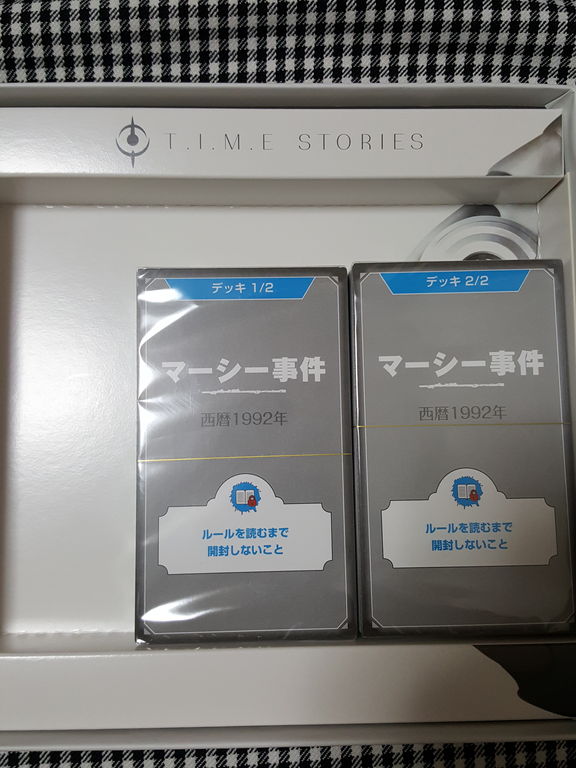 T.I.M.E STORIES
デッキ 1/2
マーシー事件
西暦1992年
ルールを読むまで
開封しないこと
デッキ 2/2
マーシー事件
西暦1992年
ルールを読むまで
開封しないこと